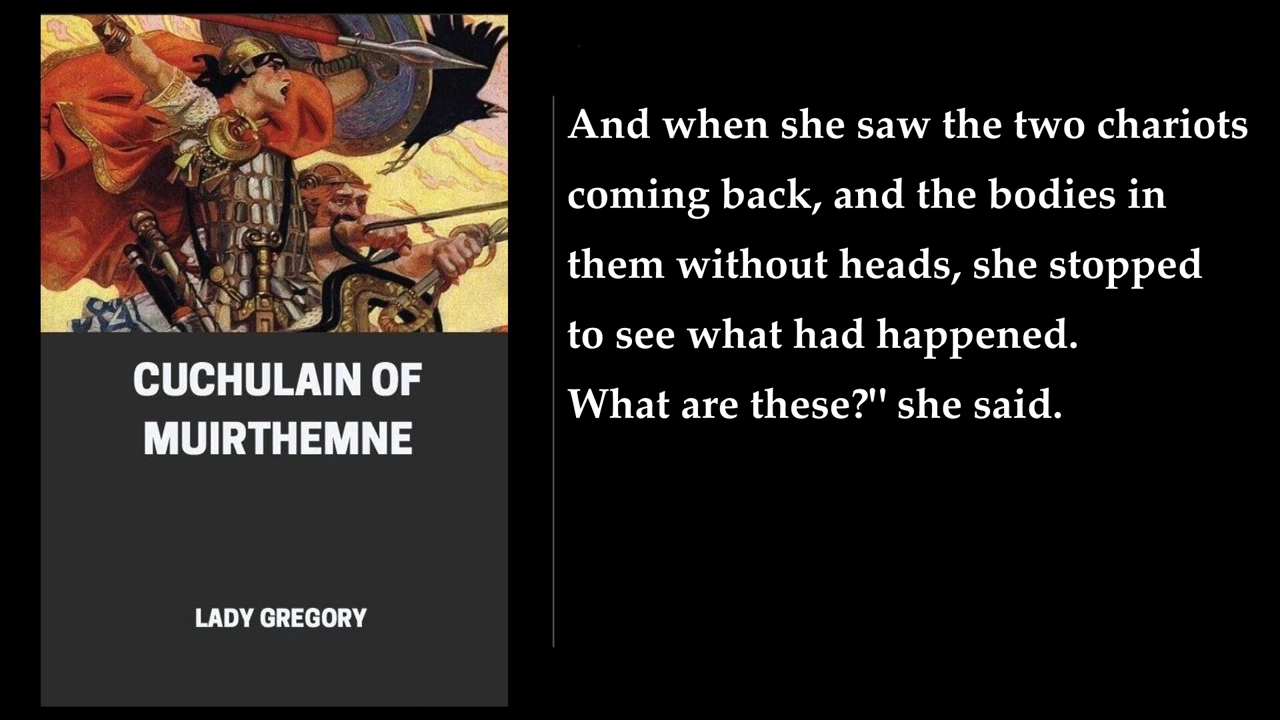 CUCHULAIN OF
MUIRTHEMNE
LADY GREGORY
And when she saw the two chariots
coming back, and the bodies in
them without heads, she stopped
to see what had happened.
What are these?" she said.